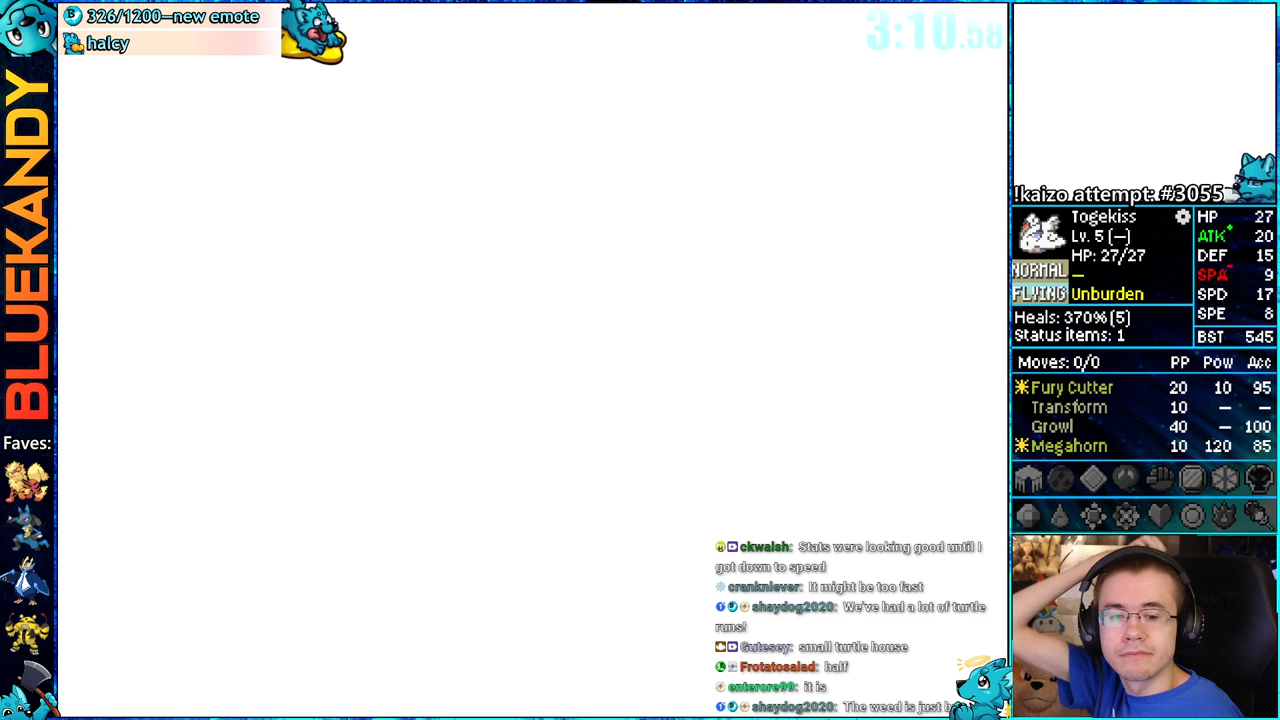 326/1200—new emote
halcy
BLUEKANDY
Faves:
3:10.58
!kaizo attempt: #3055
Togekiss
Lv. 5 (—)
HP: 27/27
—
NORMAL
FLYING
Unburden
Heals: 370% (5)
Status items: 1
HP 27
ATK+ 20
DEF 15
SPA- 9
SPD 17
SPE 8
BST 545
Moves: 0/0 PP Pow Acc
Fury Cutter 20 10 95
Transform 10 — —
Growl 40 — 100
Megahorn 10 120 85
ckwalsh: Stats were looking good until I
got down to speed
cranknlever: It might be too fast
shaydog2020: We've had a lot of turtle
runs!
Gutesey: small turtle house
Frotatosalad: half
enterore99: it is
shaydog2020: The weed is just